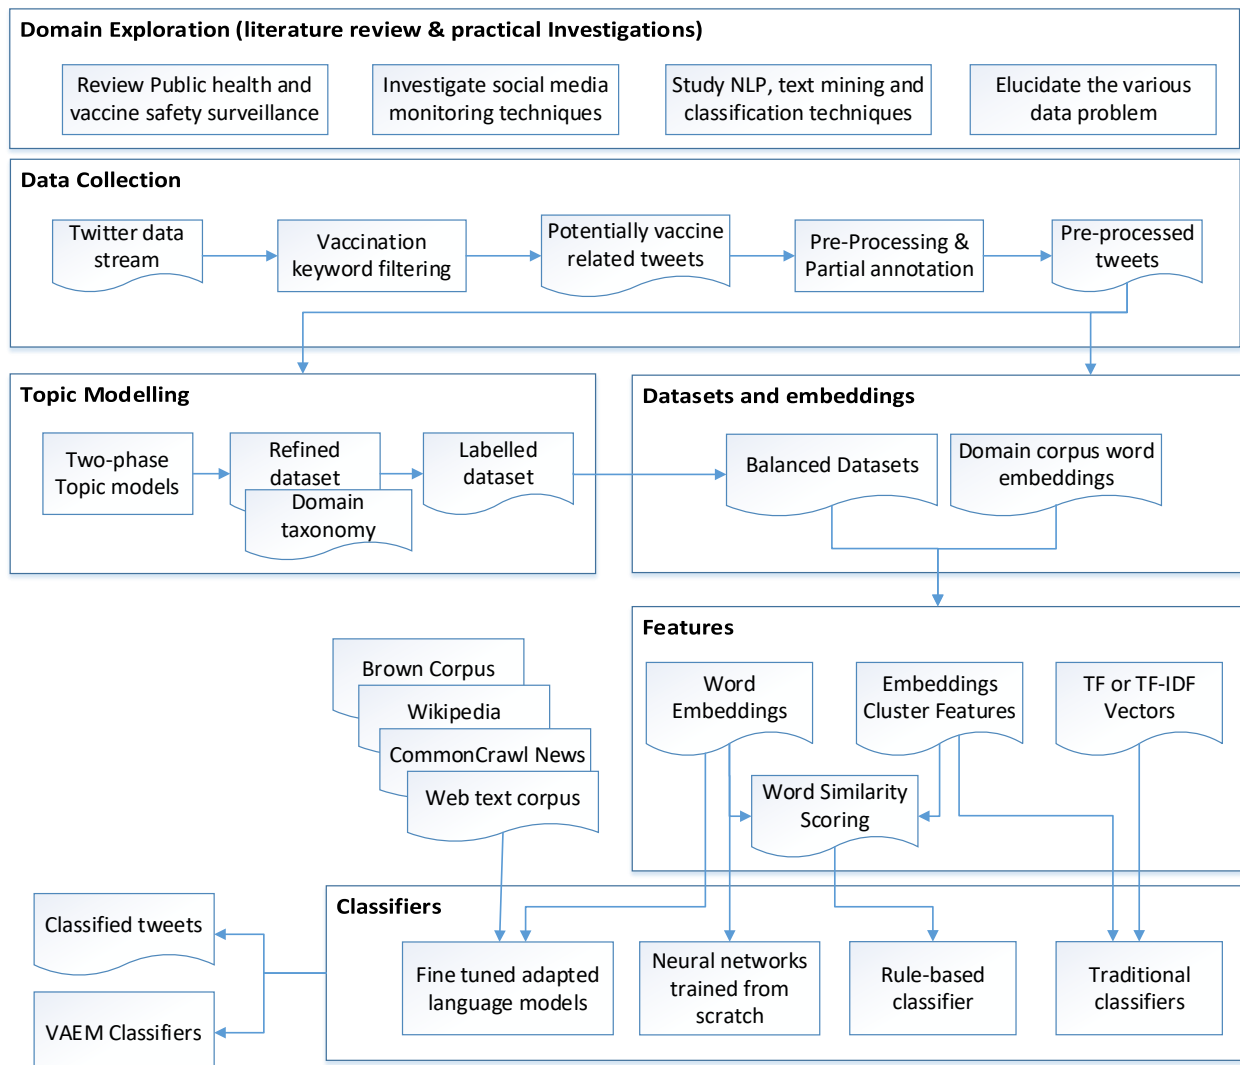 Domain Exploration (literature review & practical Investigations)
Review Public health and
vaccine safety surveillance
Investigate social media
monitoring techniques
Study NLP, text mining and
classification techniques
Elucidate the various
data problem
Data Collection
Twitter data
stream
Vaccination
keyword filtering
Potentially vaccine
related tweets
Pre-Processing &
Partial annotation
Pre-processed
tweets
Topic Modelling
Two-phase
Topic models
Refined
dataset
Domain
taxonomy
Labelled
dataset
Datasets and embeddings
Balanced Datasets
Domain corpus word
embeddings
Features
Word
Embeddings
Embeddings
Cluster Features
TF or TF-IDF
Vectors
Word Similarity
Scoring
Brown Corpus
Wikipedia
CommonCrawl News
Web text corpus
Classifiers
Fine tuned adapted
language models
Neural networks
trained from
scratch
Rule-based
classifier
Traditional
classifiers
Classified tweets
VAEM Classifiers